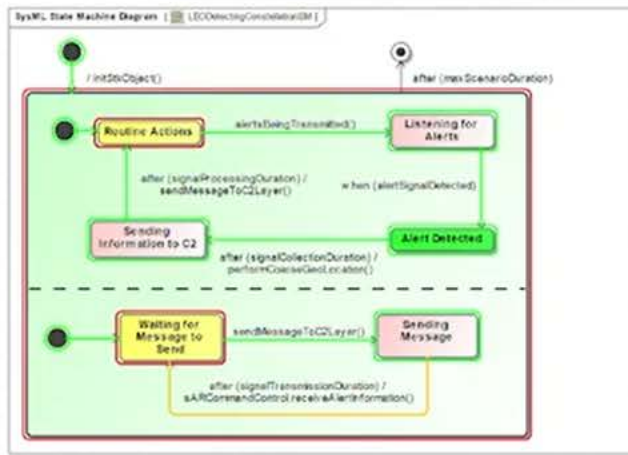 SysML State Machine Diagram [ LEODetectingConstellationSM ]
/ initStkObject()
after (maxScenarioDuration)
Routine Actions
alertsBeingTransmitted()
Listening for
Alerts
after (signalProcessingDuration) /
sendMessageToC2Layer()
when (alertSignalDetected)
Sending
Information to C2
Alert Detected
after (signalCollectionDuration) /
performCoarseGeoLocation()
Waiting for
Message to
Send
sendMessageToC2Layer()
Sending
Message
after (signalTransmissionDuration) /
sARCommandControl.receiveAlertInformation()